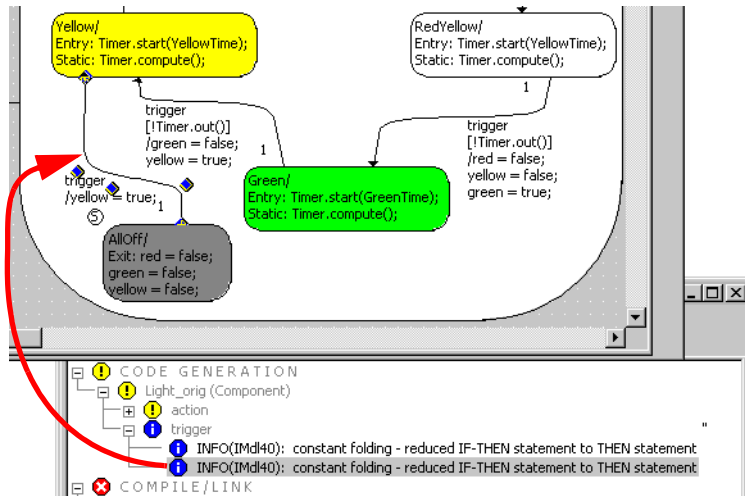 Yellow/
Entry: Timer.start(YellowTime);
Static: Timer.compute();
RedYellow/
Entry: Timer.start(YellowTime);
Static: Timer.compute();
1
trigger
[!Timer.out()]
/green = false;
yellow = true;
1
trigger
[!Timer.out()]
/red = false;
yellow = false;
green = true;
trigger
/yellow = true;
1
S
Green/
Entry: Timer.start(GreenTime);
Static: Timer.compute();
AllOff/
Exit: red = false;
green = false;
yellow = false;
CODE GENERATION
Light_orig (Component)
action
trigger
"
INFO(IMdl40): constant folding - reduced IF-THEN statement to THEN statement
INFO(IMdl40): constant folding - reduced IF-THEN statement to THEN statement
COMPILE/LINK